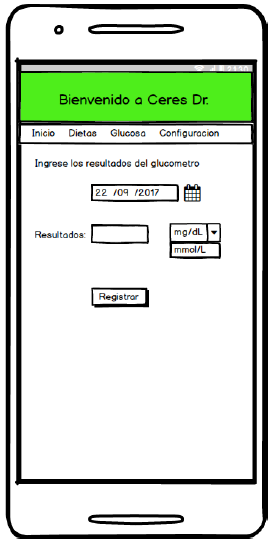 Bienvenido a Ceres Dr.
Inicio Dietas Glucosa Configuracion
Ingrese los resultados del glucometro
22 /09 /2017
Resultados: mg/dL
mmol/L
Registrar